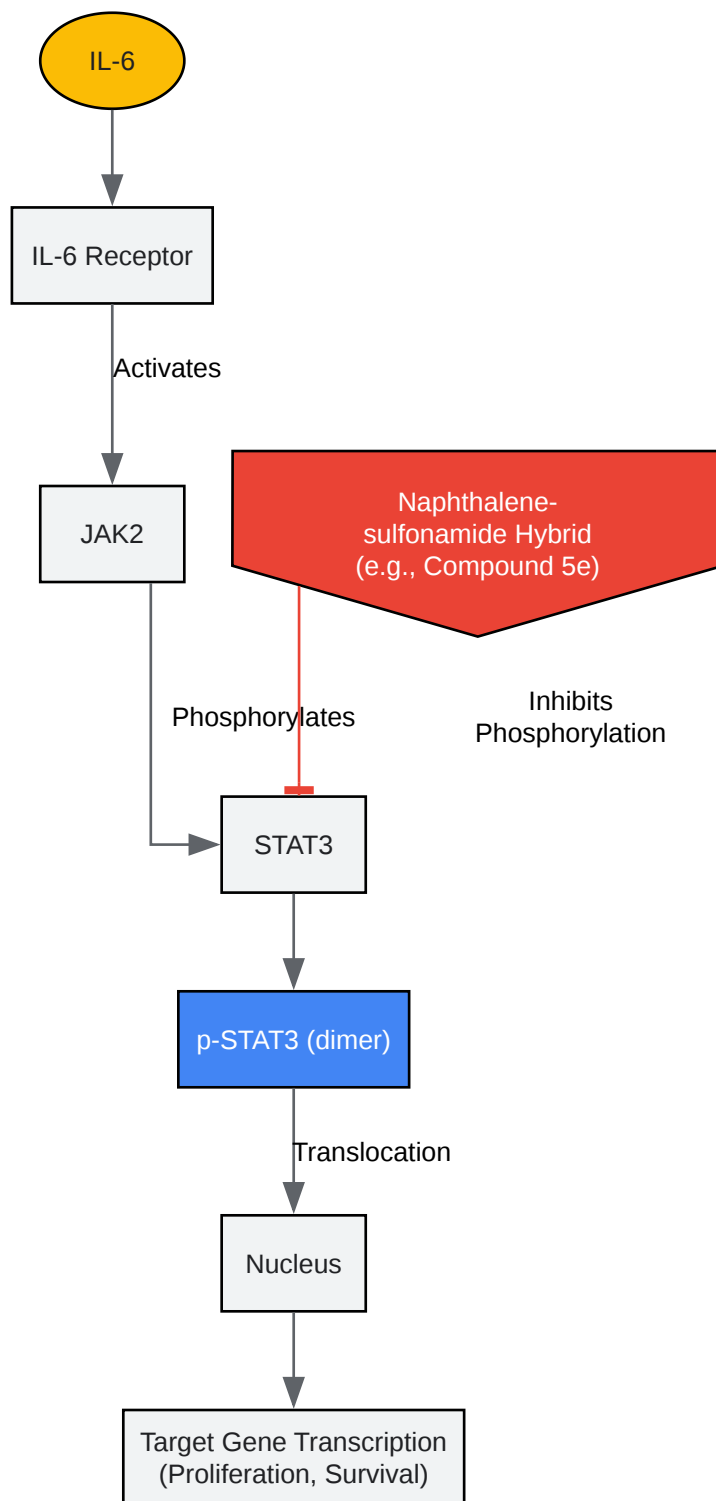 IL-6
IL-6 Receptor
Activates
JAK2
Naphthalene-
sulfonamide Hybrid
(e.g., Compound 5e)
Phosphorylates
Inhibits
Phosphorylation
STAT3
p-STAT3 (dimer)
Translocation
Nucleus
Target Gene Transcription
(Proliferation, Survival)